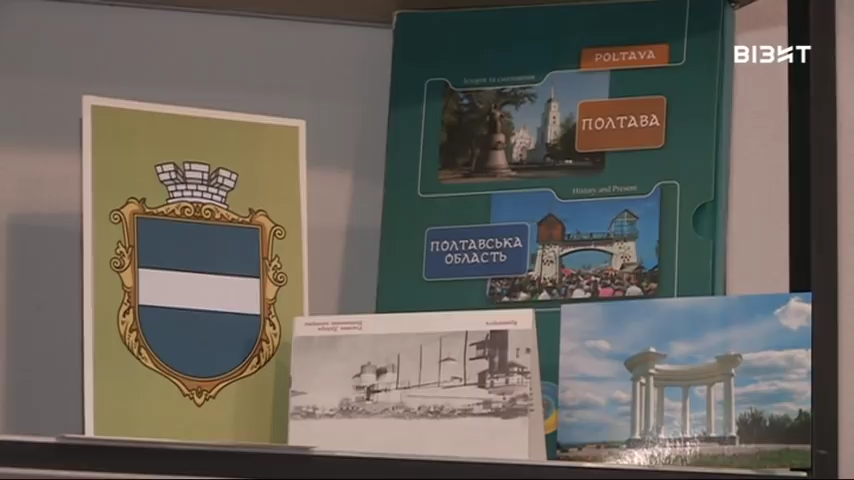 ВІЗИТ
POLTAVA
Історія та сьогодення
ПОЛТАВА
History and Present
ПОЛТАВСЬКА
ОБЛАСТЬ